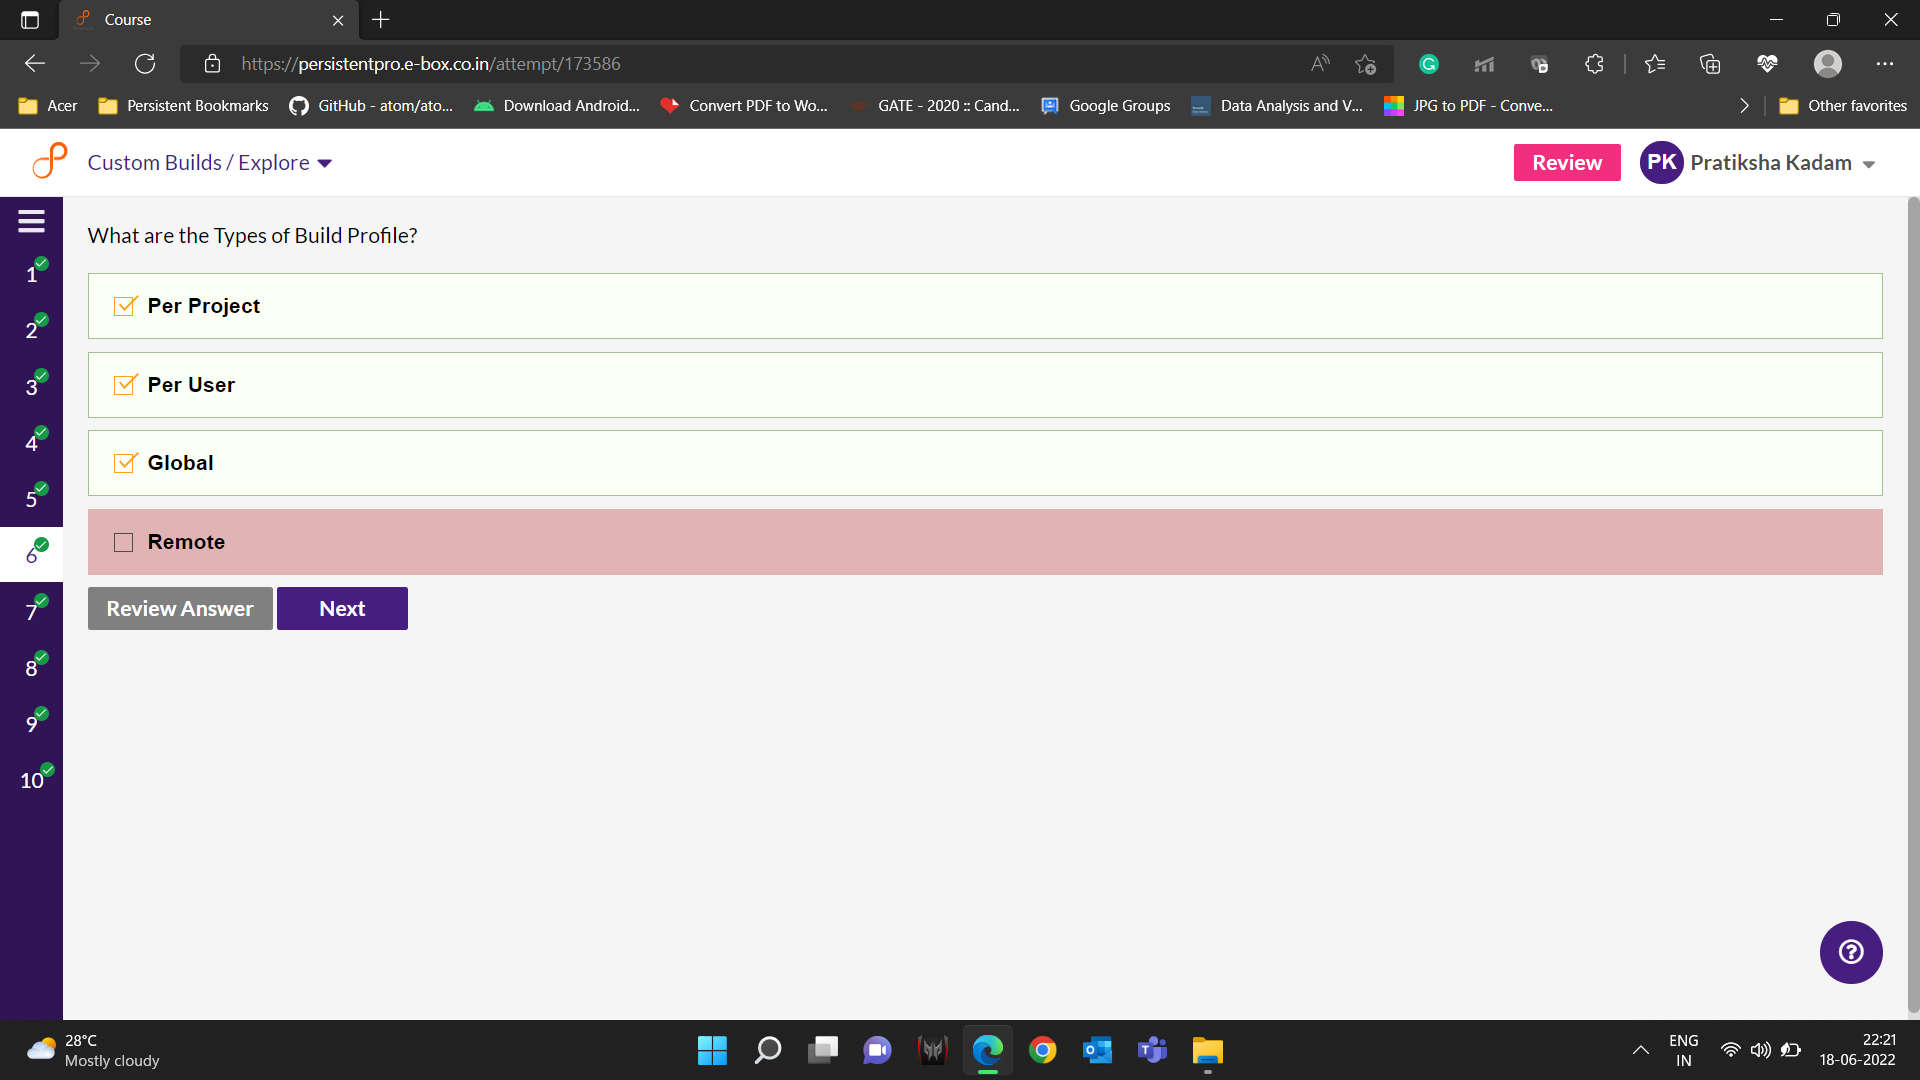 Course
https://persistentpro.e-box.co.in/attempt/173586
Acer
Persistent Bookmarks
GitHub - atom/ato...
Download Android...
Convert PDF to Wo...
GATE - 2020 :: Cand...
Google Groups
Data Analysis and V...
JPG to PDF - Conve...
Other favorites
Custom Builds / Explore
Review
PK
Pratiksha Kadam
What are the Types of Build Profile?
1
2
3
4
5
6
7
8
9
10
Per Project
Per User
Global
Remote
Review Answer
Next
28°C
Mostly cloudy
ENG
IN
22:21
18-06-2022